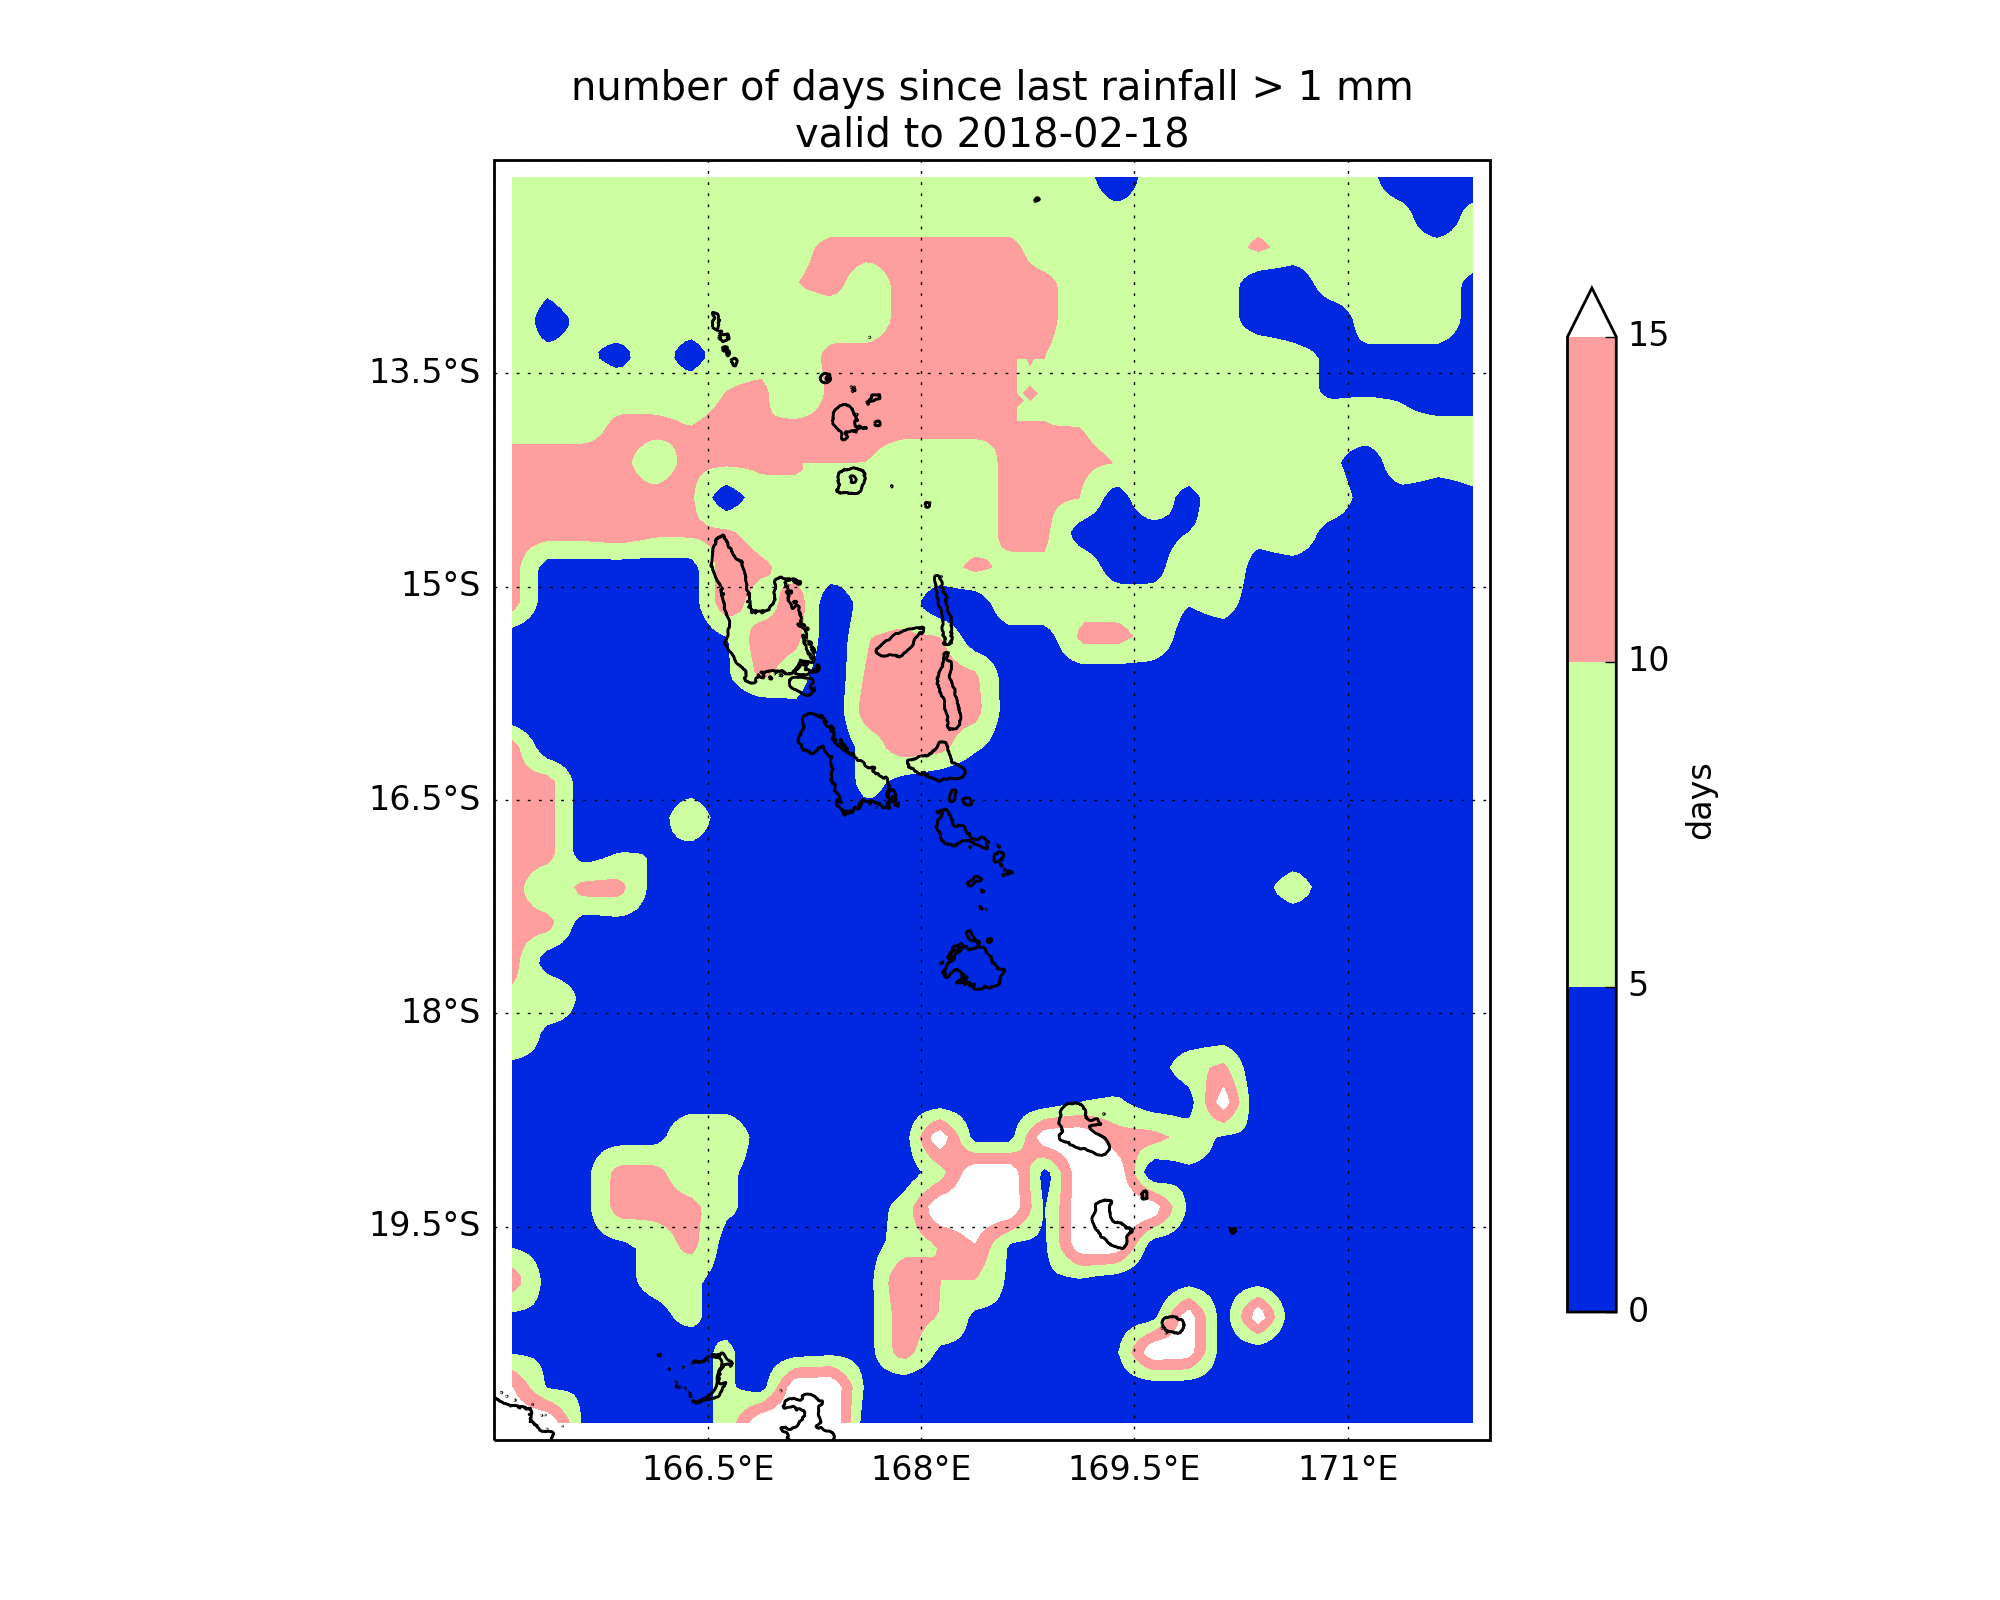 number of days since last rainfall > 1 mm
valid to 2018-02-18
13.5°S
15°S
16.5°S
18°S
19.5°S
166.5°E
168°E
169.5°E
171°E
15
10
5
0
days